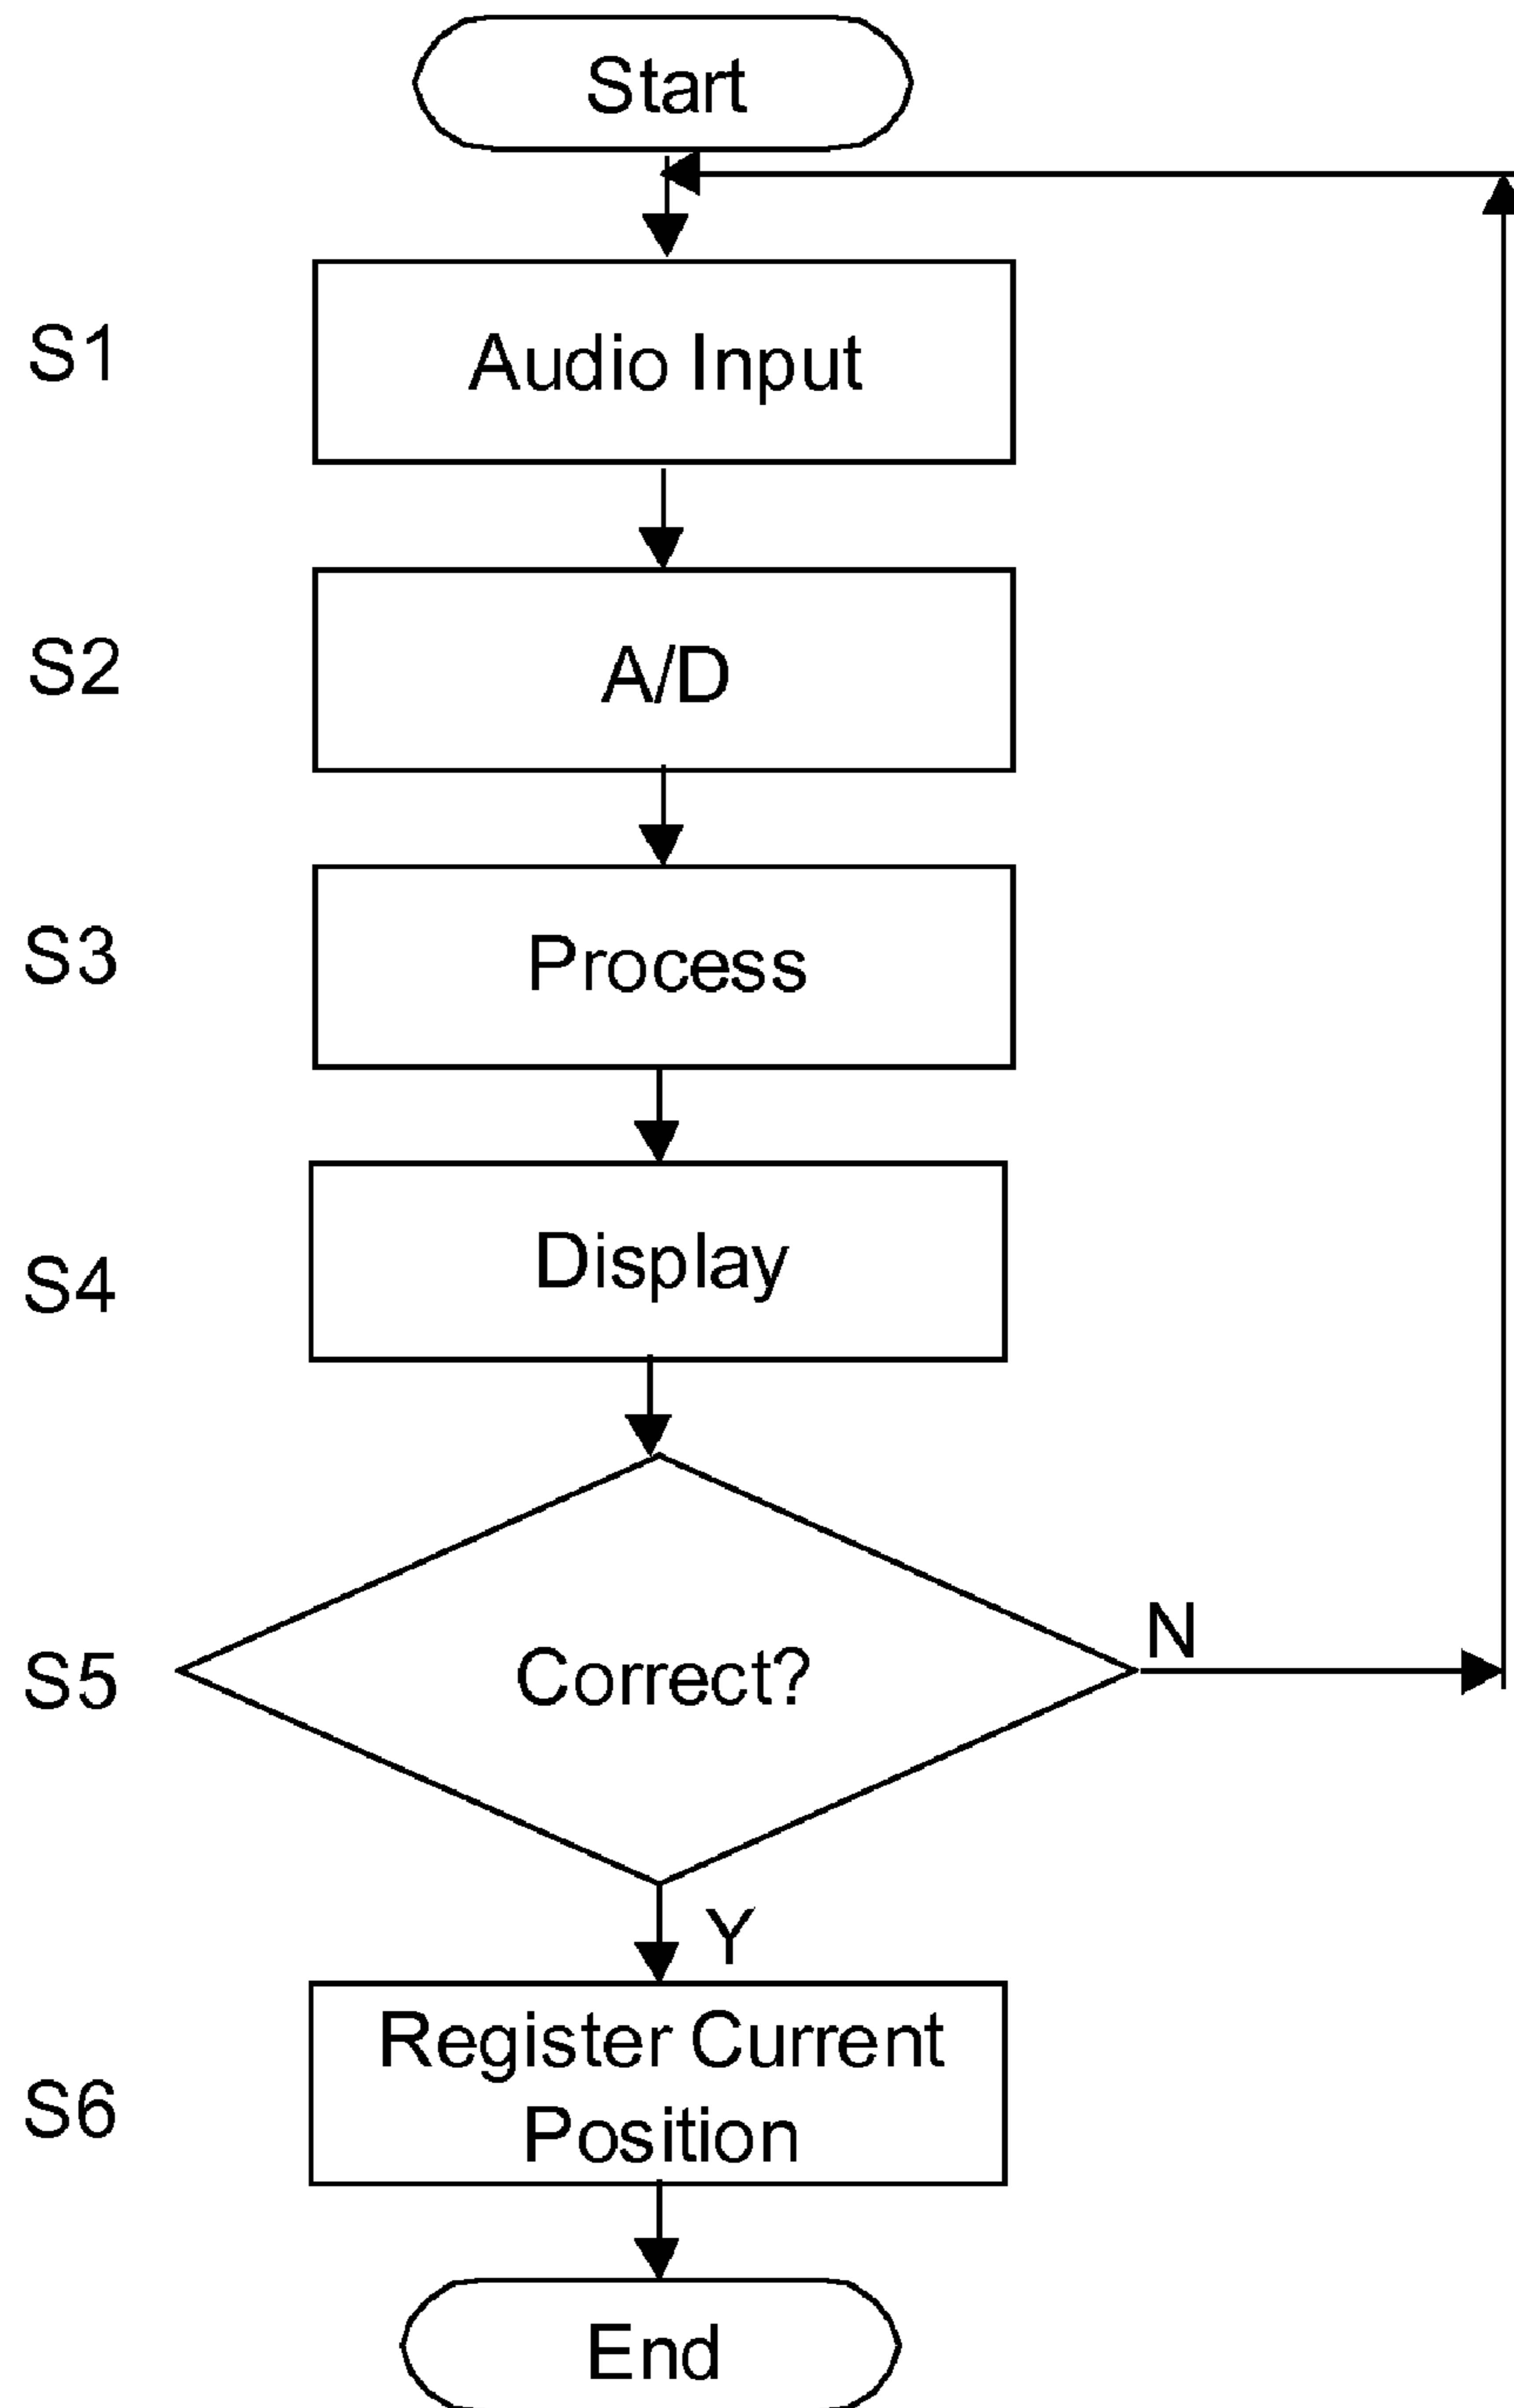 Start
S1
Audio Input
S2
A/D
S3
Process
S4
Display
S5
Correct?
N
Y
S6
Register Current
Position
End